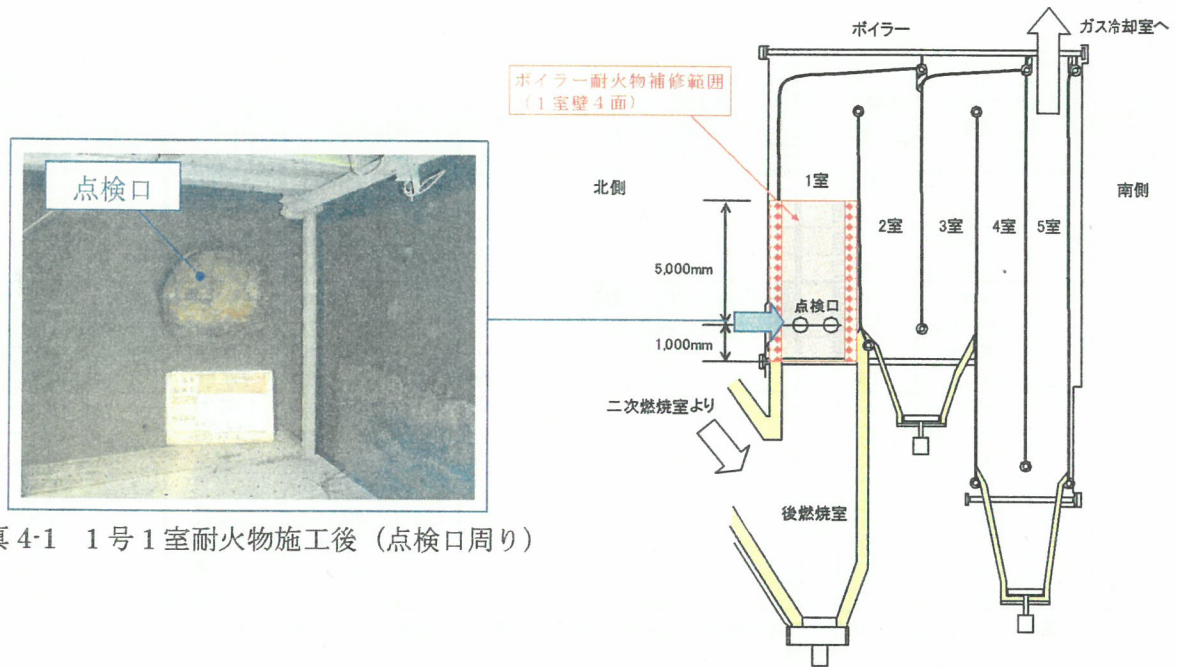 ボイラー
ガス冷却室へ
ボイラー耐火物補修範囲
（1室壁4面）
点検口
北側
1室
南側
2室
3室
4室
5室
5,000mm
点検口
1,000mm
二次燃焼室より
後燃焼室
真 4-1 1号1室耐火物施工後（点検口周り）